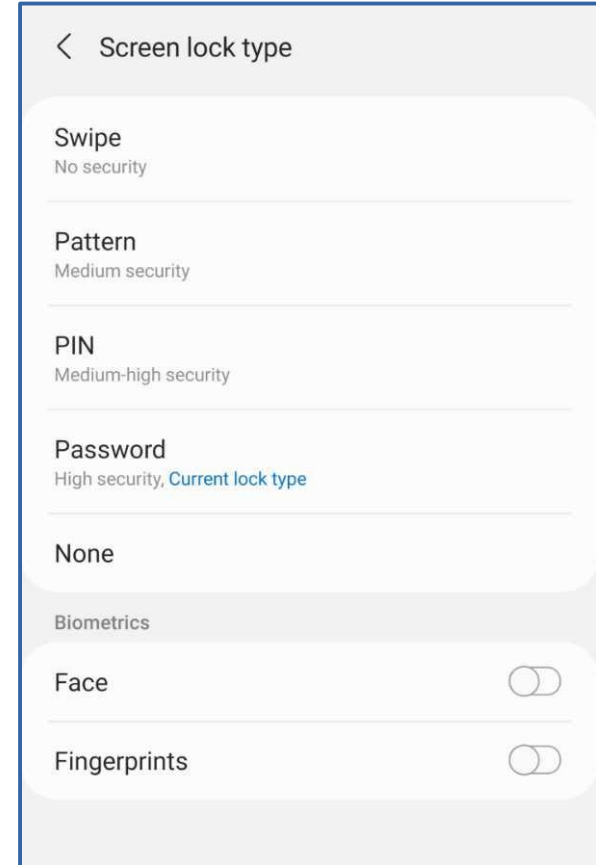 Screen lock type
Swipe
No security
Pattern
Medium security
PIN
Medium-high security
Password
High security, Current lock type
None
Biometrics
Face
Fingerprints